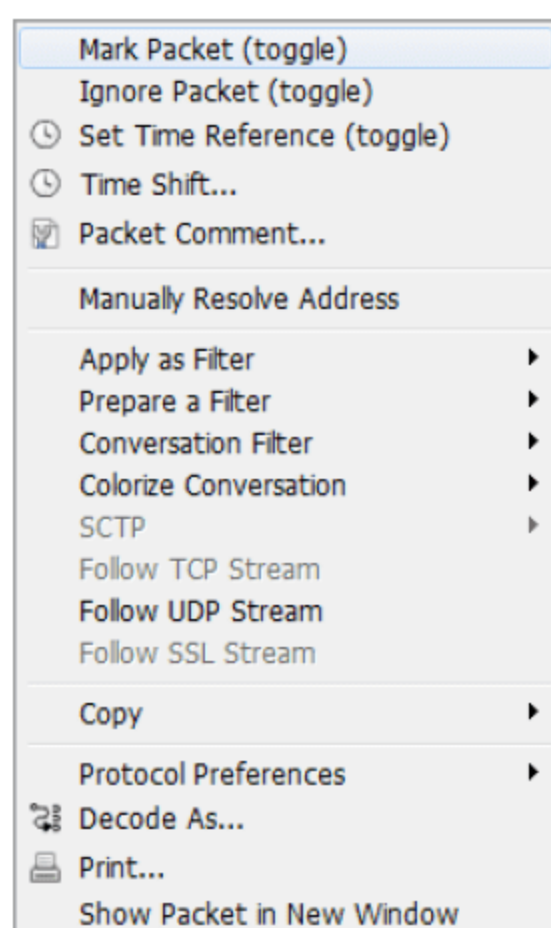 Mark Packet (toggle)
Ignore Packet (toggle)
Set Time Reference (toggle)
Time Shift...
Packet Comment...
Manually Resolve Address
Apply as Filter
Prepare a Filter
Conversation Filter
Colorize Conversation
SCTP
Follow TCP Stream
Follow UDP Stream
Follow SSL Stream
Copy
Protocol Preferences
Decode As...
Print...
Show Packet in New Window